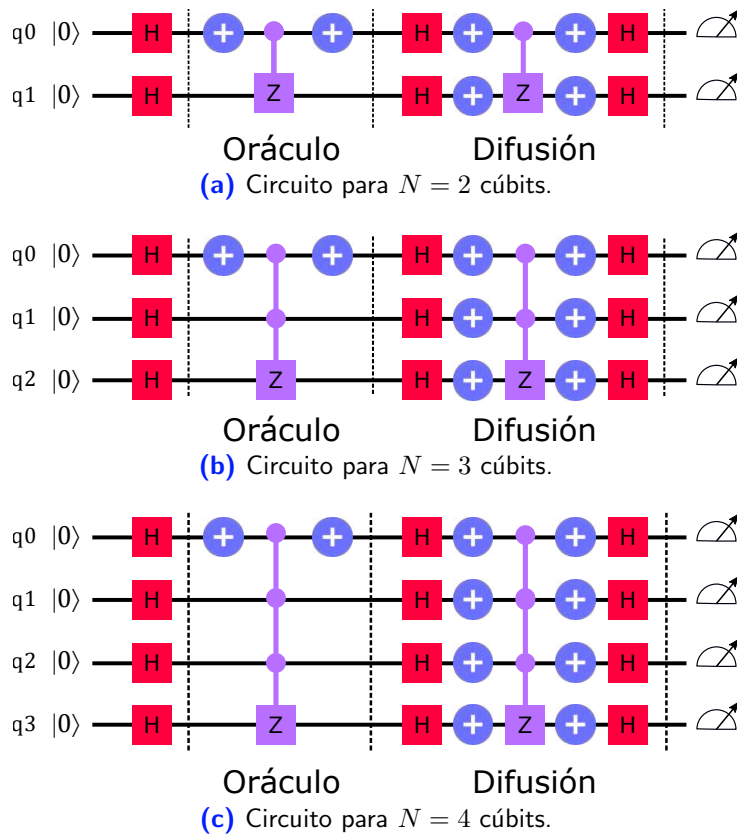 q0 |0⟩ H + + H + + H
q1 |0⟩ H Z H + Z + H
Oráculo Difusión
(a) Circuito para N = 2 cúbits.
q0 |0⟩ H + + H + + H
q1 |0⟩ H H + + H
q2 |0⟩ H Z H + Z + H
Oráculo Difusión
(b) Circuito para N = 3 cúbits.
q0 |0⟩ H + + H + + H
q1 |0⟩ H H + + H
q2 |0⟩ H H + + H
q3 |0⟩ H Z H + Z + H
Oráculo Difusión
(c) Circuito para N = 4 cúbits.